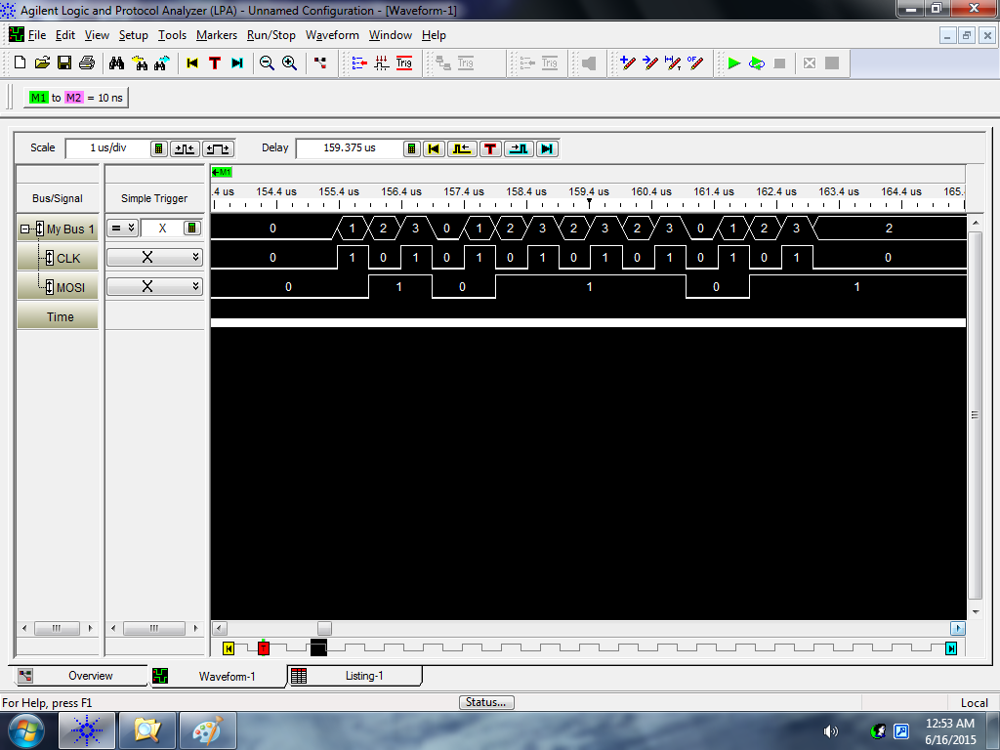 Agilent Logic and Protocol Analyzer (LPA) - Unnamed Configuration - [Waveform-1]
File Edit View Setup Tools Markers Run/Stop Waveform Window Help
T Trig Trig Trig
M1 to M2 = 10 ns
Scale 1 us/div Delay 159.375 us T
M1
Bus/Signal Simple Trigger .4 us 154.4 us 155.4 us 156.4 us 157.4 us 158.4 us 159.4 us 160.4 us 161.4 us 162.4 us 163.4 us 164.4 us 165.
My Bus 1 = X 0 1 2 3 0 1 2 3 2 3 2 3 0 1 2 3 2
CLK X 0 1 0 1 0 1 0 1 0 1 0 1 0 1 0 1 0
MOSI X 0 1 0 1 0 1
Time
Overview Waveform-1 Listing-1
For Help, press F1 Status... Local
12:53 AM
6/16/2015